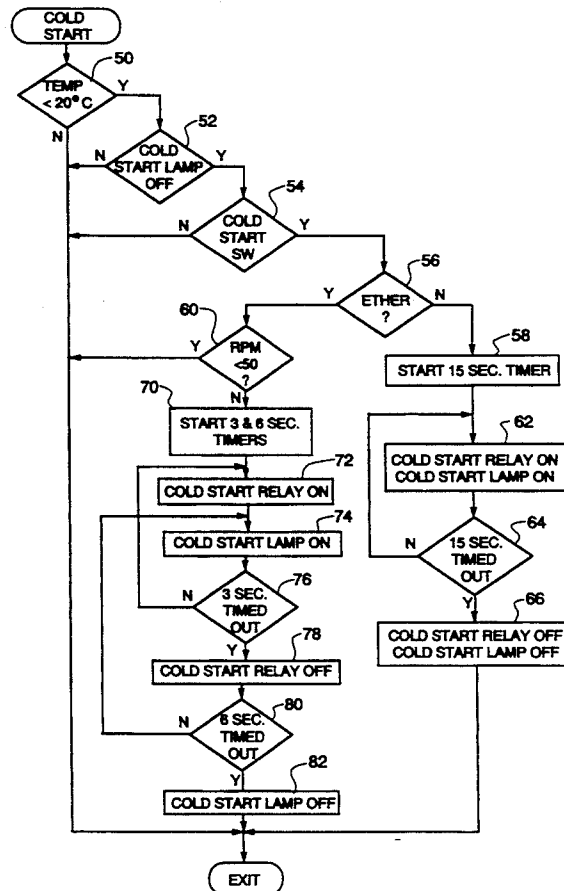 COLD
START
50
TEMP
< 20° C
Y
N
52
COLD
START LAMP
OFF
N
Y
54
COLD
START
SW
N
Y
56
ETHER
?
Y
N
60
RPM
<50
?
Y
N
58
START 15 SEC. TIMER
70
START 3 & 6 SEC.
TIMERS
62
COLD START RELAY ON
COLD START LAMP ON
72
COLD START RELAY ON
74
COLD START LAMP ON
64
15 SEC.
TIMED
OUT
N
Y
76
3 SEC.
TIMED
OUT
N
Y
66
COLD START RELAY OFF
COLD START LAMP OFF
78
COLD START RELAY OFF
80
6 SEC.
TIMED
OUT
N
Y
82
COLD START LAMP OFF
EXIT